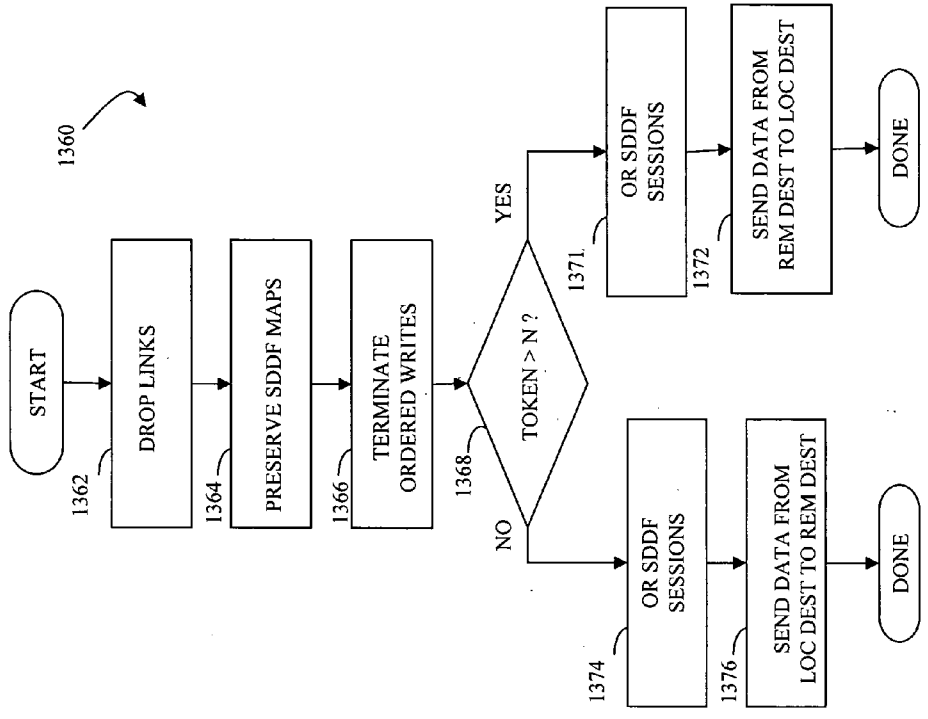 1360
START
1362
DROP LINKS
1364
PRESERVE SDDF MAPS
1366
TERMINATE
ORDERED WRITES
1368
TOKEN > N ?
NO
YES
1374
OR SDDF
SESSIONS
1376
SEND DATA FROM
LOC DEST TO REM DEST
DONE
1371
OR SDDF
SESSIONS
1372
SEND DATA FROM
REM DEST TO LOC DEST
DONE